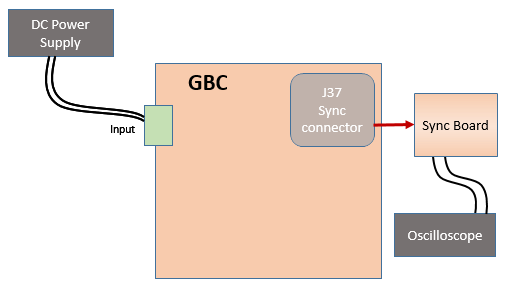 DC Power
Supply
GBC
J37
Sync
connector
Input
Sync Board
Oscilloscope